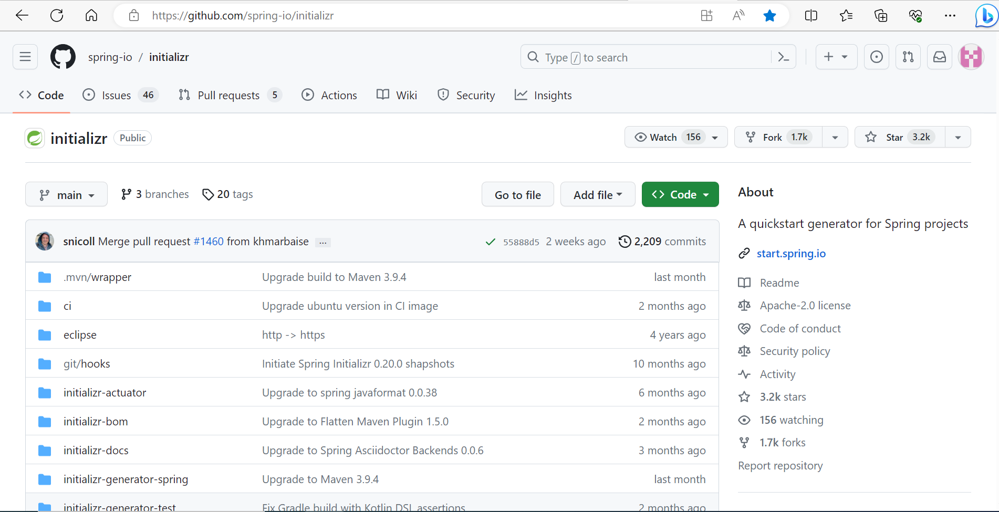 https://github.com/spring-io/initializr
spring-io / initializr
Type / to search
Code
Issues 46
Pull requests 5
Actions
Wiki
Security
Insights
initializr Public
Watch 156
Fork 1.7k
Star 3.2k
main
3 branches
20 tags
Go to file
Add file
Code
snicoll Merge pull request #1460 from khmarbaise ...
55888d5 2 weeks ago
2,209 commits
.mvn/wrapper Upgrade build to Maven 3.9.4 last month
ci Upgrade ubuntu version in CI image 2 months ago
eclipse http -> https 4 years ago
git/hooks Initiate Spring Initializr 0.20.0 shapshots 10 months ago
initializr-actuator Upgrade to spring javaformat 0.0.38 6 months ago
initializr-bom Upgrade to Flatten Maven Plugin 1.5.0 2 months ago
initializr-docs Upgrade to Spring Asciidoctor Backends 0.0.6 3 months ago
initializr-generator-spring Upgrade to Maven 3.9.4 last month
initializr-generator-test Fix Gradle build with Kotlin DSL assertions 2 months ago
About
A quickstart generator for Spring projects
start.spring.io
Readme
Apache-2.0 license
Code of conduct
Security policy
Activity
3.2k stars
156 watching
1.7k forks
Report repository